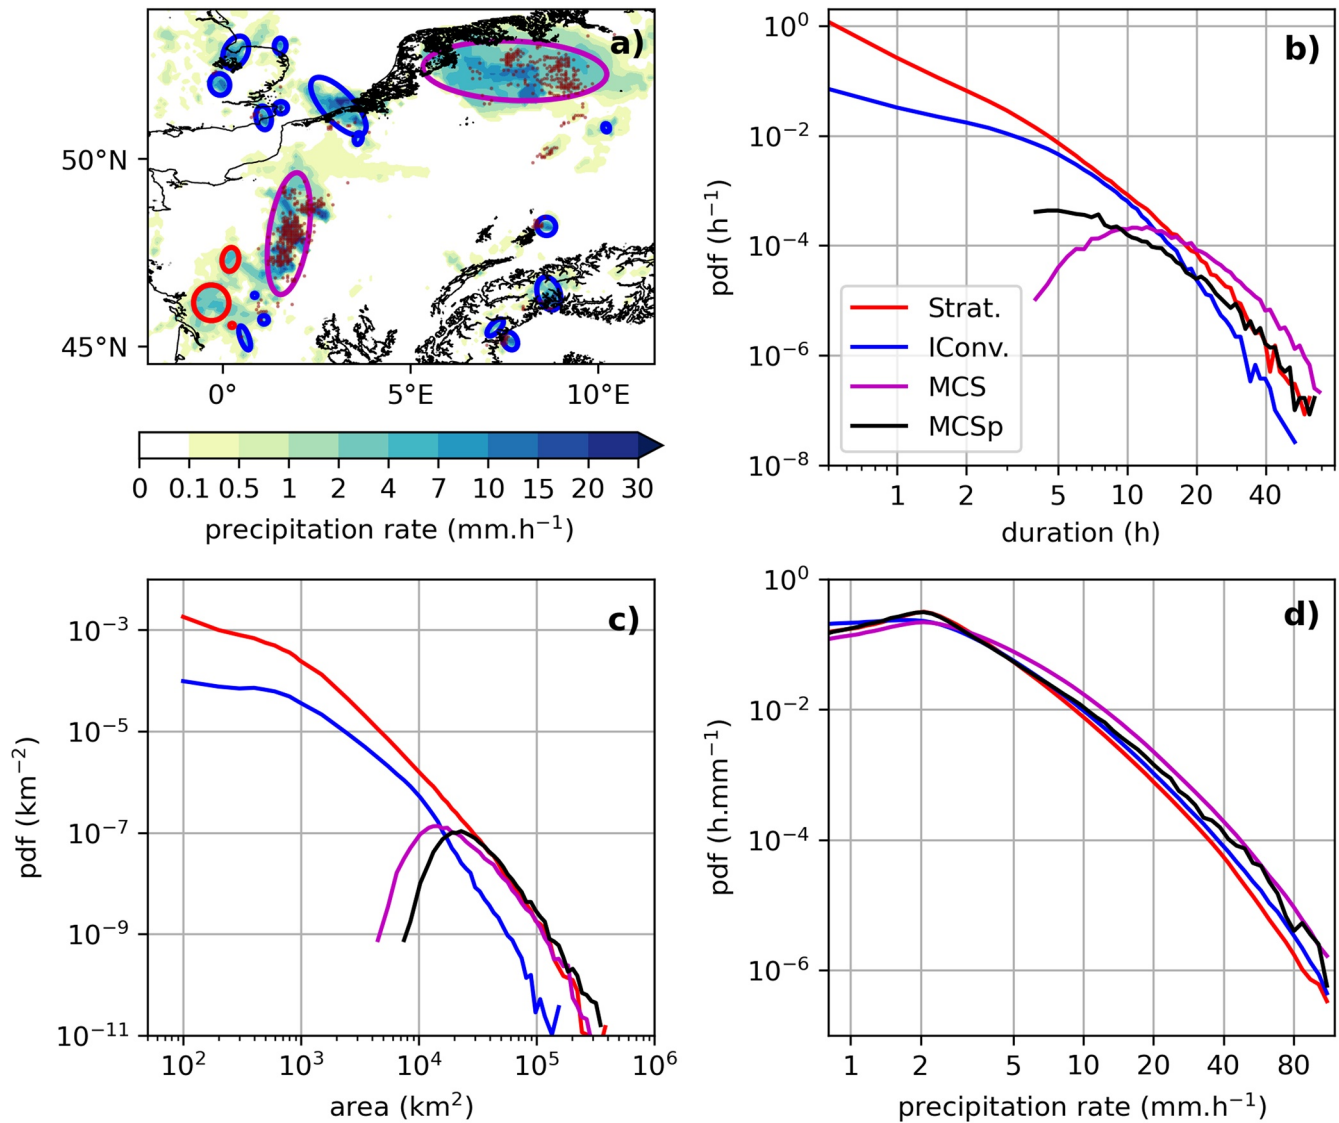 a)
50°N
45°N
0°
5°E
10°E
0 0.1 0.5 1 2 4 7 10 15 20 30
precipitation rate (mm.h⁻¹)
b)
10⁰
10⁻²
10⁻⁴
10⁻⁶
10⁻⁸
pdf (h⁻¹)
Strat.
IConv.
MCS
MCSp
1 2 5 10 20 40
duration (h)
c)
10⁻³
10⁻⁵
10⁻⁷
10⁻⁹
10⁻¹¹
pdf (km⁻²)
10² 10³ 10⁴ 10⁵ 10⁶
area (km²)
d)
10⁰
10⁻²
10⁻⁴
10⁻⁶
pdf (h.mm⁻¹)
1 2 5 10 20 40 80
precipitation rate (mm.h⁻¹)